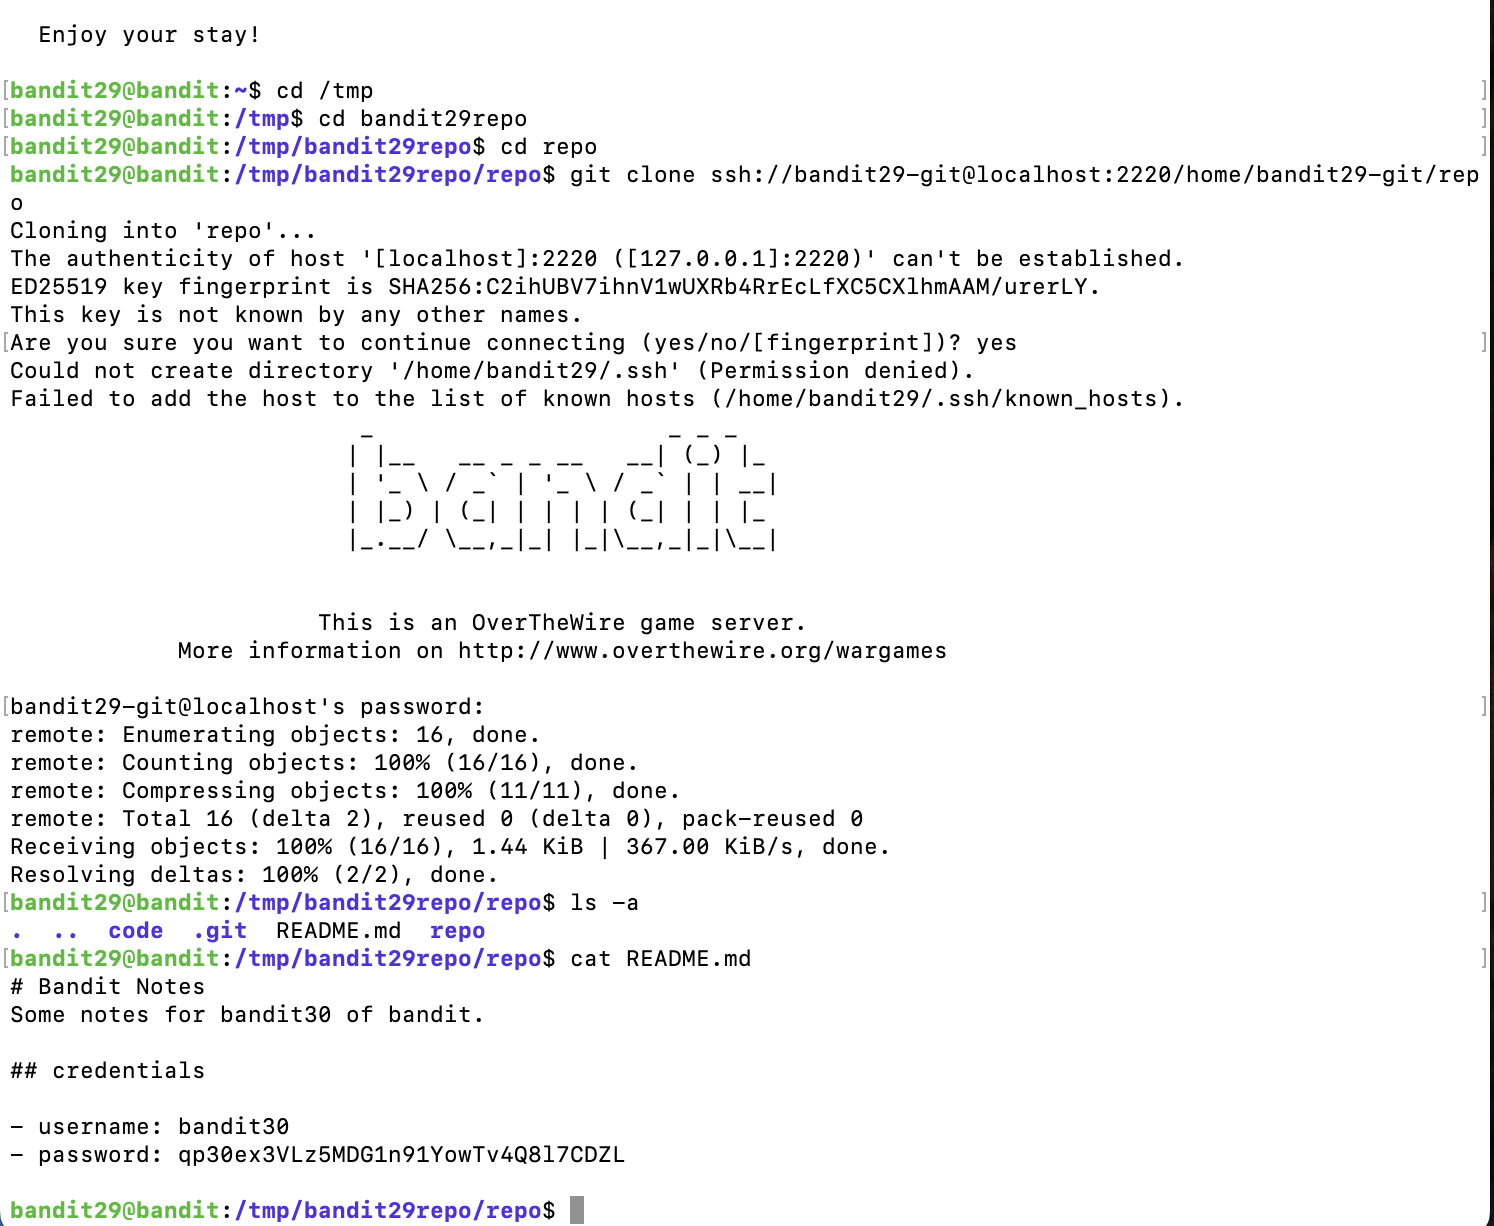 Enjoy your stay!
[bandit29@bandit:~$ cd /tmp ]
[bandit29@bandit:/tmp$ cd bandit29repo ]
[bandit29@bandit:/tmp/bandit29repo$ cd repo ]
bandit29@bandit:/tmp/bandit29repo/repo$ git clone ssh://bandit29-git@localhost:2220/home/bandit29-git/rep
o
Cloning into 'repo'...
The authenticity of host '[localhost]:2220 ([127.0.0.1]:2220)' can't be established.
ED25519 key fingerprint is SHA256:C2ihUBV7ihnV1wUXRb4RrEcLfXC5CXlhmAAM/urerLY.
This key is not known by any other names.
[Are you sure you want to continue connecting (yes/no/[fingerprint])? yes ]
Could not create directory '/home/bandit29/.ssh' (Permission denied).
Failed to add the host to the list of known hosts (/home/bandit29/.ssh/known_hosts).
                         _                     _ _ _
                        | |__   __ _ _ __   __| (_) |_
                        | '_ \ / _` | '_ \ / _` | | __|
                        | |_) | (_| | | | | (_| | | |_
                        |_.__/ \__,_|_| |_|\__,_|_|\__|
This is an OverTheWire game server.
More information on http://www.overthewire.org/wargames
[bandit29-git@localhost's password: ]
remote: Enumerating objects: 16, done.
remote: Counting objects: 100% (16/16), done.
remote: Compressing objects: 100% (11/11), done.
remote: Total 16 (delta 2), reused 0 (delta 0), pack-reused 0
Receiving objects: 100% (16/16), 1.44 KiB | 367.00 KiB/s, done.
Resolving deltas: 100% (2/2), done.
[bandit29@bandit:/tmp/bandit29repo/repo$ ls -a ]
.  ..  code  .git  README.md  repo
[bandit29@bandit:/tmp/bandit29repo/repo$ cat README.md ]
# Bandit Notes
Some notes for bandit30 of bandit.
## credentials
- username: bandit30
- password: qp30ex3VLz5MDG1n91YowTv4Q8l7CDZL
bandit29@bandit:/tmp/bandit29repo/repo$